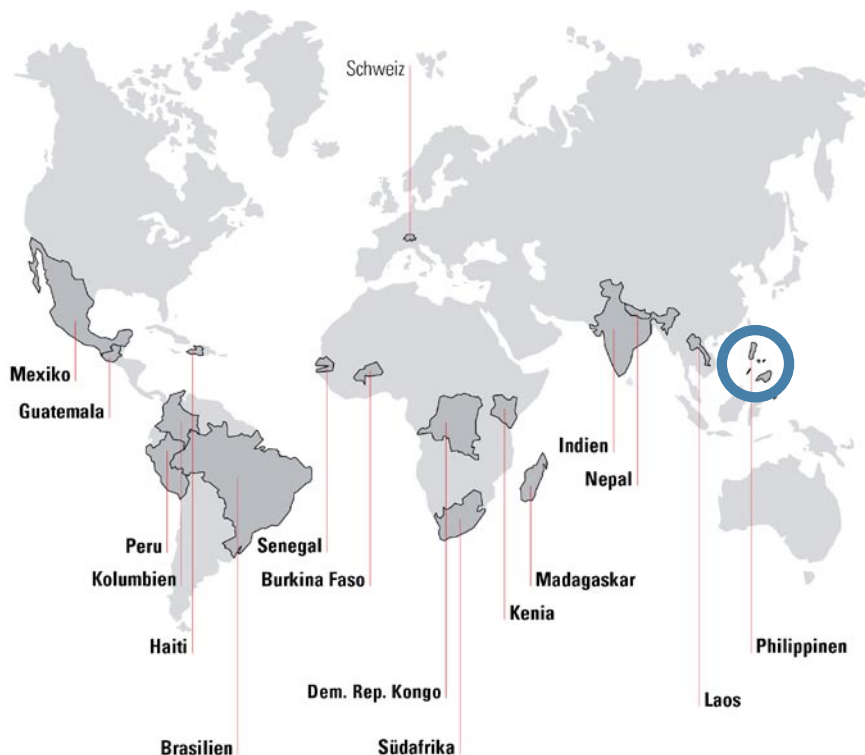 Schweiz
Mexiko
Guatemala
Indien
Nepal
Peru
Senegal
Kolumbien
Burkina Faso
Madagaskar
Kenia
Haiti
Philippinen
Dem. Rep. Kongo
Laos
Brasilien
Südafrika